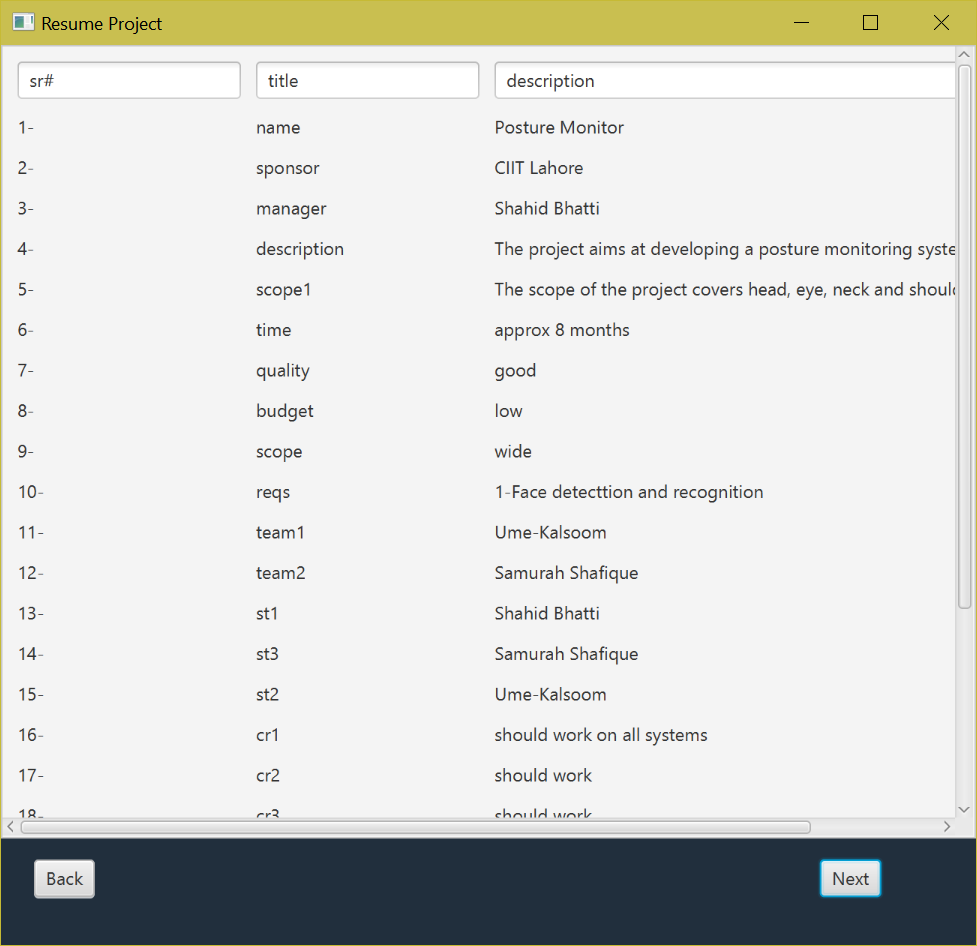 Resume Project
sr# title description
1- name Posture Monitor
2- sponsor CIIT Lahore
3- manager Shahid Bhatti
4- description The project aims at developing a posture monitoring syste
5- scope1 The scope of the project covers head, eye, neck and shoul
6- time approx 8 months
7- quality good
8- budget low
9- scope wide
10- reqs 1-Face detecttion and recognition
11- team1 Ume-Kalsoom
12- team2 Samurah Shafique
13- st1 Shahid Bhatti
14- st3 Samurah Shafique
15- st2 Ume-Kalsoom
16- cr1 should work on all systems
17- cr2 should work
18- cr3 should work
Back Next